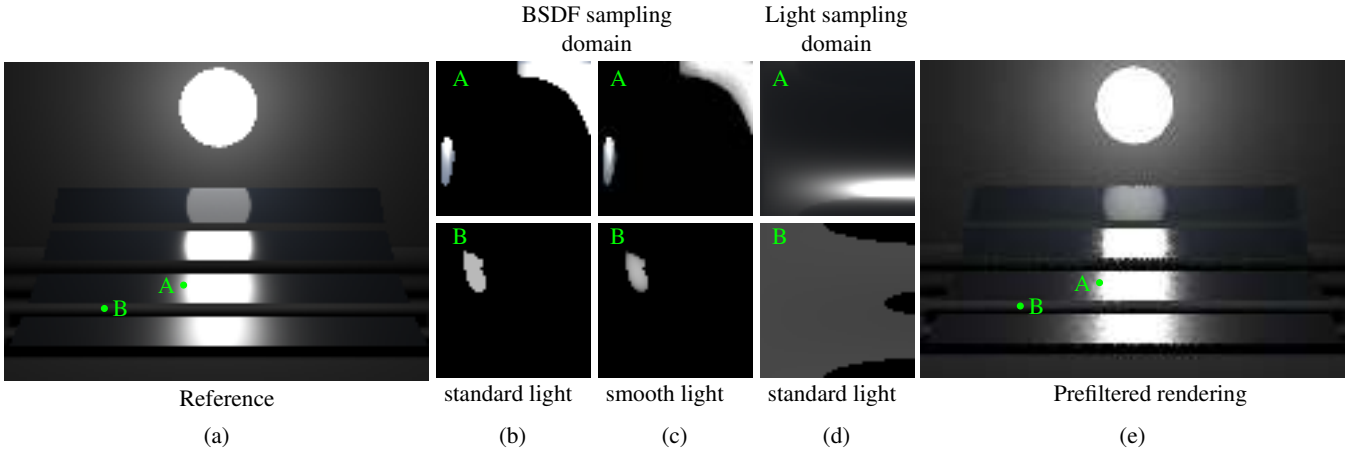 BSDF sampling
domain
Light sampling
domain
A
B
A
B
A
B
A
B
A
B
Reference
standard light
smooth light
standard light
Prefiltered rendering
(a)
(b)
(c)
(d)
(e)